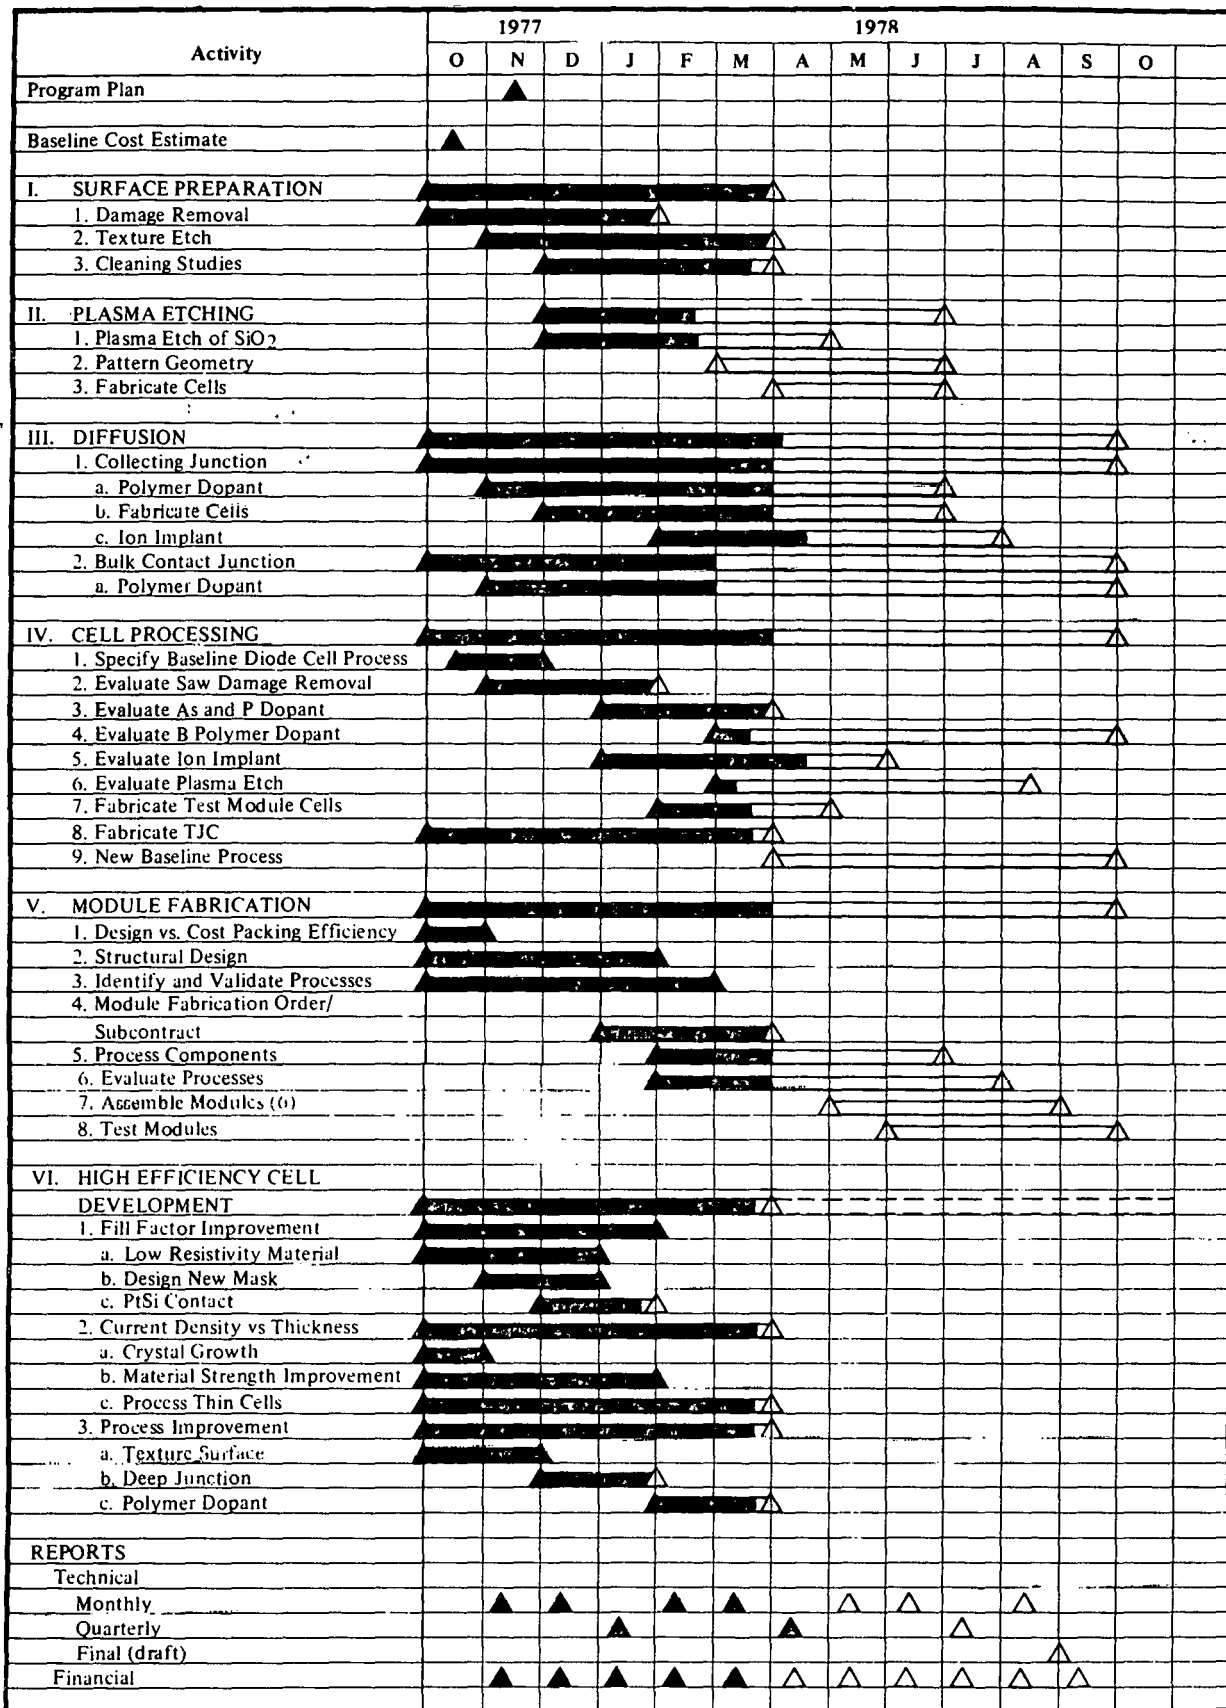 1977 1978
Activity O N D J F M A M J J A S O
Program Plan
Baseline Cost Estimate
I. SURFACE PREPARATION
1. Damage Removal
2. Texture Etch
3. Cleaning Studies
II. PLASMA ETCHING
1. Plasma Etch of SiO2
2. Pattern Geometry
3. Fabricate Cells
III. DIFFUSION
1. Collecting Junction
a. Polymer Dopant
b. Fabricate Cells
c. Ion Implant
2. Bulk Contact Junction
a. Polymer Dopant
IV. CELL PROCESSING
1. Specify Baseline Diode Cell Process
2. Evaluate Saw Damage Removal
3. Evaluate As and P Dopant
4. Evaluate B Polymer Dopant
5. Evaluate Ion Implant
6. Evaluate Plasma Etch
7. Fabricate Test Module Cells
8. Fabricate TJC
9. New Baseline Process
V. MODULE FABRICATION
1. Design vs. Cost Packing Efficiency
2. Structural Design
3. Identify and Validate Processes
4. Module Fabrication Order/
Subcontract
5. Process Components
6. Evaluate Processes
7. Assemble Modules (6)
8. Test Modules
VI. HIGH EFFICIENCY CELL
DEVELOPMENT
1. Fill Factor Improvement
a. Low Resistivity Material
b. Design New Mask
c. PtSi Contact
2. Current Density vs Thickness
a. Crystal Growth
b. Material Strength Improvement
c. Process Thin Cells
3. Process Improvement
a. Texture Surface
b. Deep Junction
c. Polymer Dopant
REPORTS
Technical
Monthly
Quarterly
Final (draft)
Financial